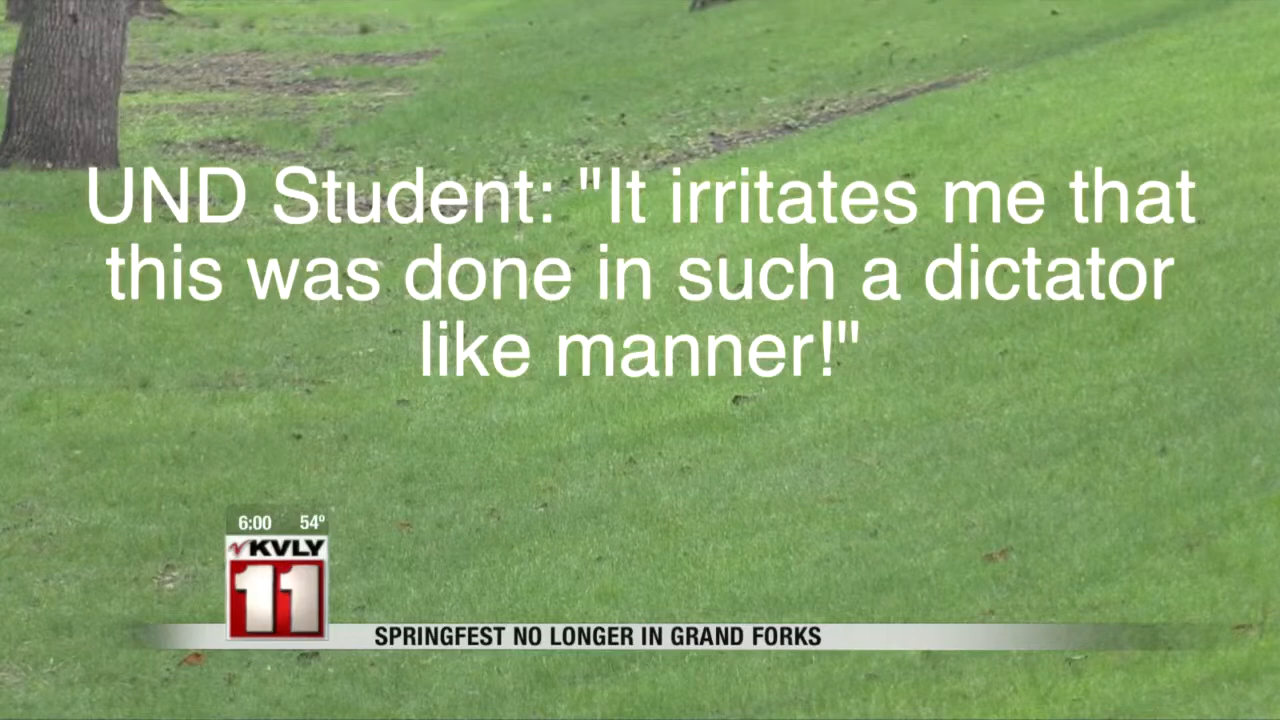 UND Student: "It irritates me that
this was done in such a dictator
like manner!"
6:00 54º
KVLY
11
SPRINGFEST NO LONGER IN GRAND FORKS